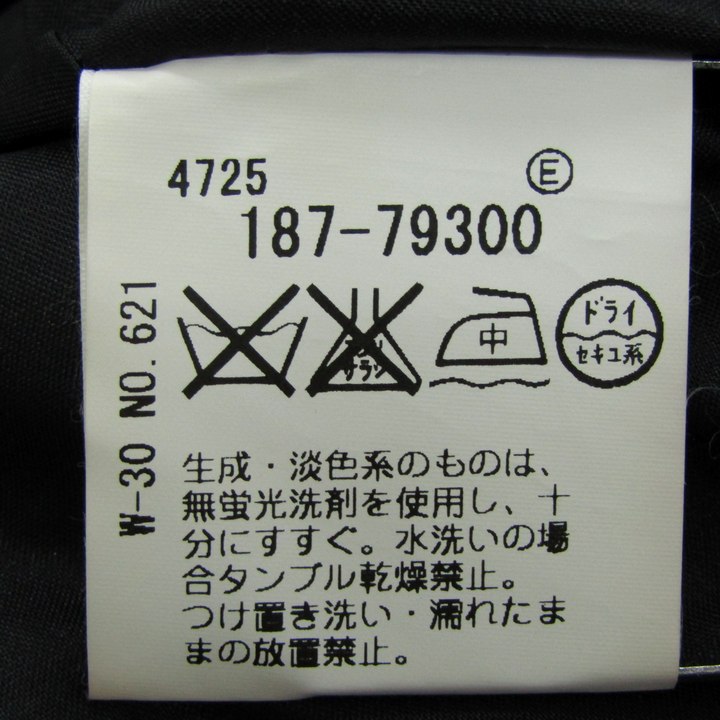 4725 Ⓔ
187-79300
W-30 NO.621
エンソ
サラシ
中
ドライ
セキユ系
生成・淡色系のものは、
無蛍光洗剤を使用し、十
分にすすぐ。水洗いの場
合タンブル乾燥禁止。
つけ置き洗い・濡れたま
まの放置禁止。